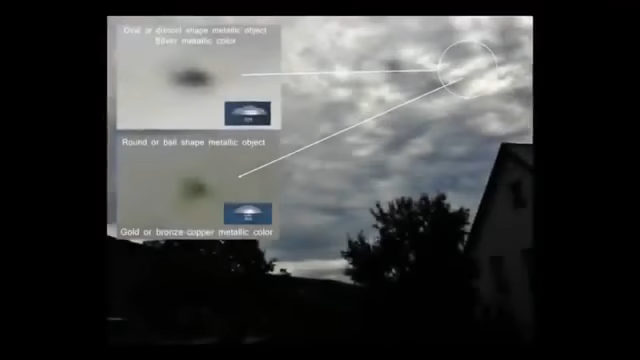 Oval or discoid shape metallic object
Silver metallic color
Round or ball shape metallic object
Gold or bronze-copper metallic color